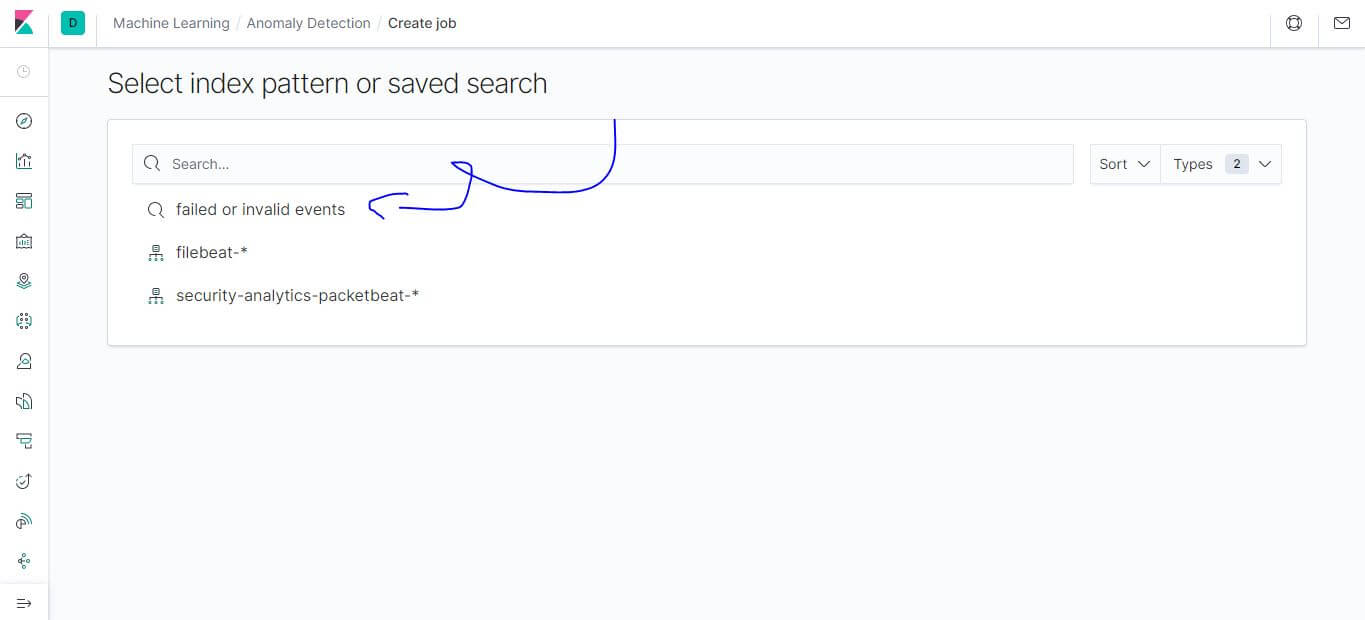 D Machine Learning / Anomaly Detection / Create job
Select index pattern or saved search
Search... Sort Types 2
failed or invalid events
filebeat-*
security-analytics-packetbeat-*